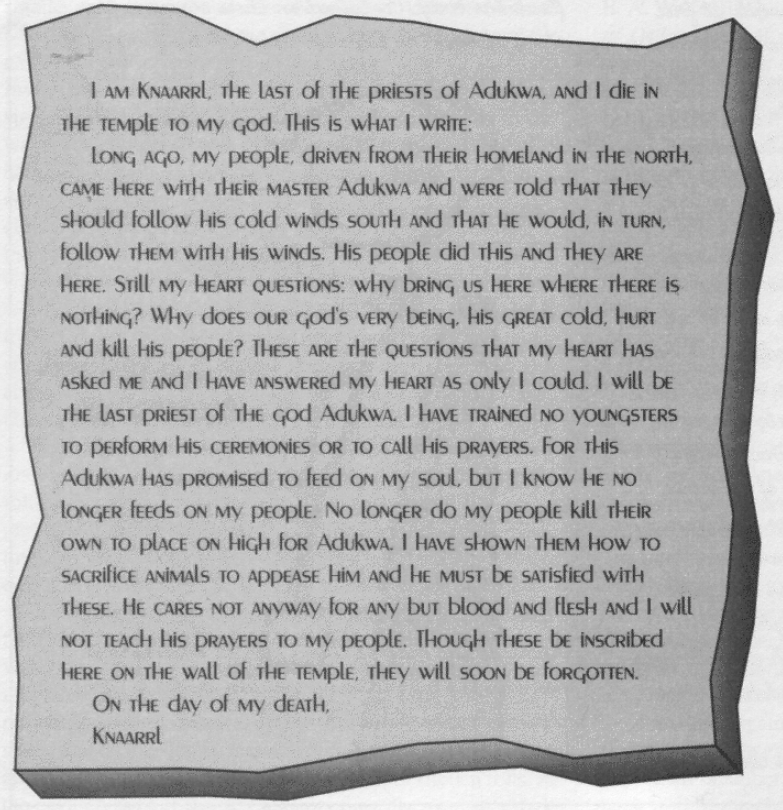 I am Knaarrl, the last of the priests of Adukwa, and I die in
the temple to my god. This is what I write:
Long ago, my people, driven from their homeland in the north,
came here with their master Adukwa and were told that they
should follow his cold winds south and that he would, in turn,
follow them with his winds. His people did this and they are
here. Still my heart questions: why bring us here where there is
nothing? Why does our god's very being, his great cold, hurt
and kill his people? These are the questions that my heart has
asked me and I have answered my heart as only I could. I will be
the last priest of the god Adukwa. I have trained no youngsters
to perform his ceremonies or to call his prayers. For this
Adukwa has promised to feed on my soul, but I know he no
longer feeds on my people. No longer do my people kill their
own to place on high for Adukwa. I have shown them how to
sacrifice animals to appease him and he must be satisfied with
these. He cares not anyway for any but blood and flesh and I will
not teach his prayers to my people. Though these be inscribed
here on the wall of the temple, they will soon be forgotten.
On the day of my death,
Knaarrl